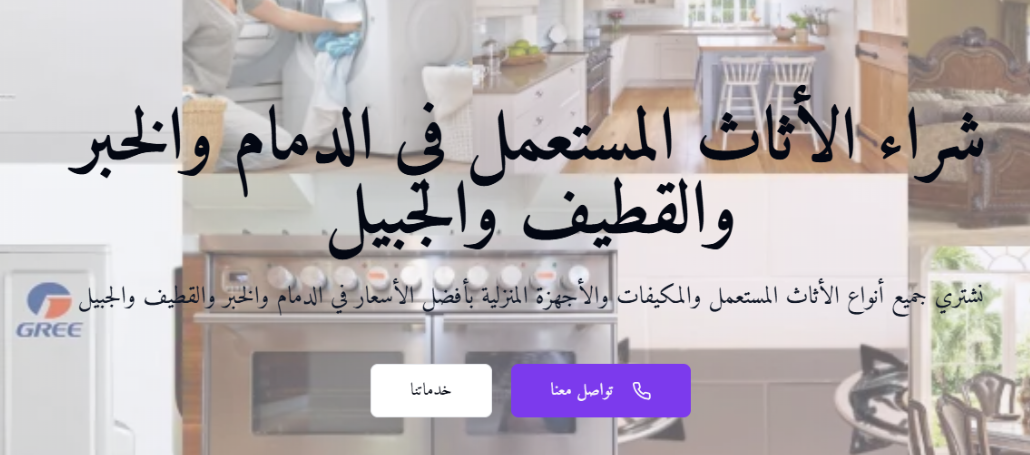 شراء الأثاث المستعمل في الدمام والخبر
والقطيف والجبيل
نشتري جميع أنواع الأثاث المستعمل والمكيفات والأجهزة المنزلية بأفضل الأسعار في الدمام والخبر والقطيف والجبيل
GREE
تواصل معنا
خدماتنا